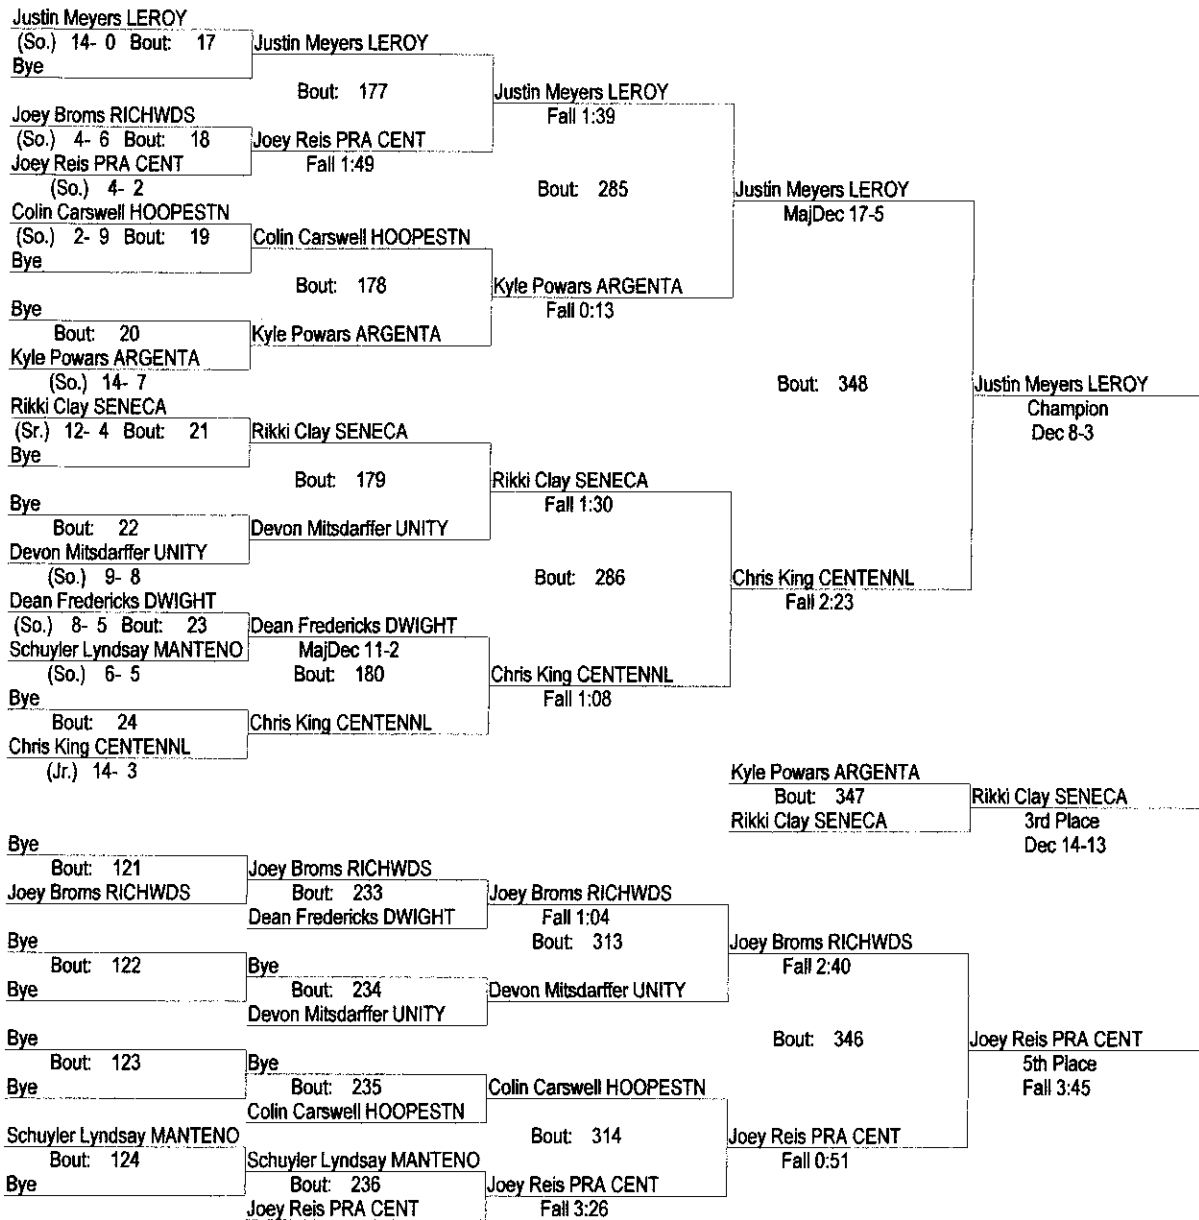 Justin Meyers LEROY
(So.) 14- 0 Bout: 17
Bye
Justin Meyers LEROY
Bout: 177
Joey Broms RICHWDS
(So.) 4- 6 Bout: 18
Joey Reis PRA CENT
(So.) 4- 2
Joey Reis PRA CENT
Fall 1:49
Justin Meyers LEROY
Fall 1:39
Bout: 285
Colin Carswell HOOPESTN
(So.) 2- 9 Bout: 19
Bye
Colin Carswell HOOPESTN
Bout: 178
Bye
Bout: 20
Kyle Powars ARGENTA
(So.) 14- 7
Kyle Powars ARGENTA
Kyle Powars ARGENTA
Fall 0:13
Justin Meyers LEROY
MajDec 17-5
Bout: 348
Justin Meyers LEROY
Champion
Dec 8-3
Rikki Clay SENECA
(Sr.) 12- 4 Bout: 21
Bye
Rikki Clay SENECA
Bout: 179
Bye
Bout: 22
Devon Mitsdarffer UNITY
(So.) 9- 8
Devon Mitsdarffer UNITY
Rikki Clay SENECA
Fall 1:30
Bout: 286
Dean Fredericks DWIGHT
(So.) 8- 5 Bout: 23
Schuyler Lyndsay MANTENO
(So.) 6- 5
Dean Fredericks DWIGHT
MajDec 11-2
Bout: 180
Bye
Bout: 24
Chris King CENTENNL
(Jr.) 14- 3
Chris King CENTENNL
Chris King CENTENNL
Fall 1:08
Chris King CENTENNL
Fall 2:23
Kyle Powars ARGENTA
Bout: 347
Rikki Clay SENECA
Rikki Clay SENECA
3rd Place
Dec 14-13
Bye
Bout: 121
Joey Broms RICHWDS
Joey Broms RICHWDS
Bout: 233
Dean Fredericks DWIGHT
Joey Broms RICHWDS
Fall 1:04
Bout: 313
Bye
Bout: 122
Bye
Bye
Bout: 234
Devon Mitsdarffer UNITY
Devon Mitsdarffer UNITY
Joey Broms RICHWDS
Fall 2:40
Bout: 346
Joey Reis PRA CENT
5th Place
Fall 3:45
Bye
Bout: 123
Bye
Bye
Bout: 235
Colin Carswell HOOPESTN
Colin Carswell HOOPESTN
Bout: 314
Schuyler Lyndsay MANTENO
Bout: 124
Bye
Schuyler Lyndsay MANTENO
Bout: 236
Joey Reis PRA CENT
Joey Reis PRA CENT
Fall 3:26
Joey Reis PRA CENT
Fall 0:51